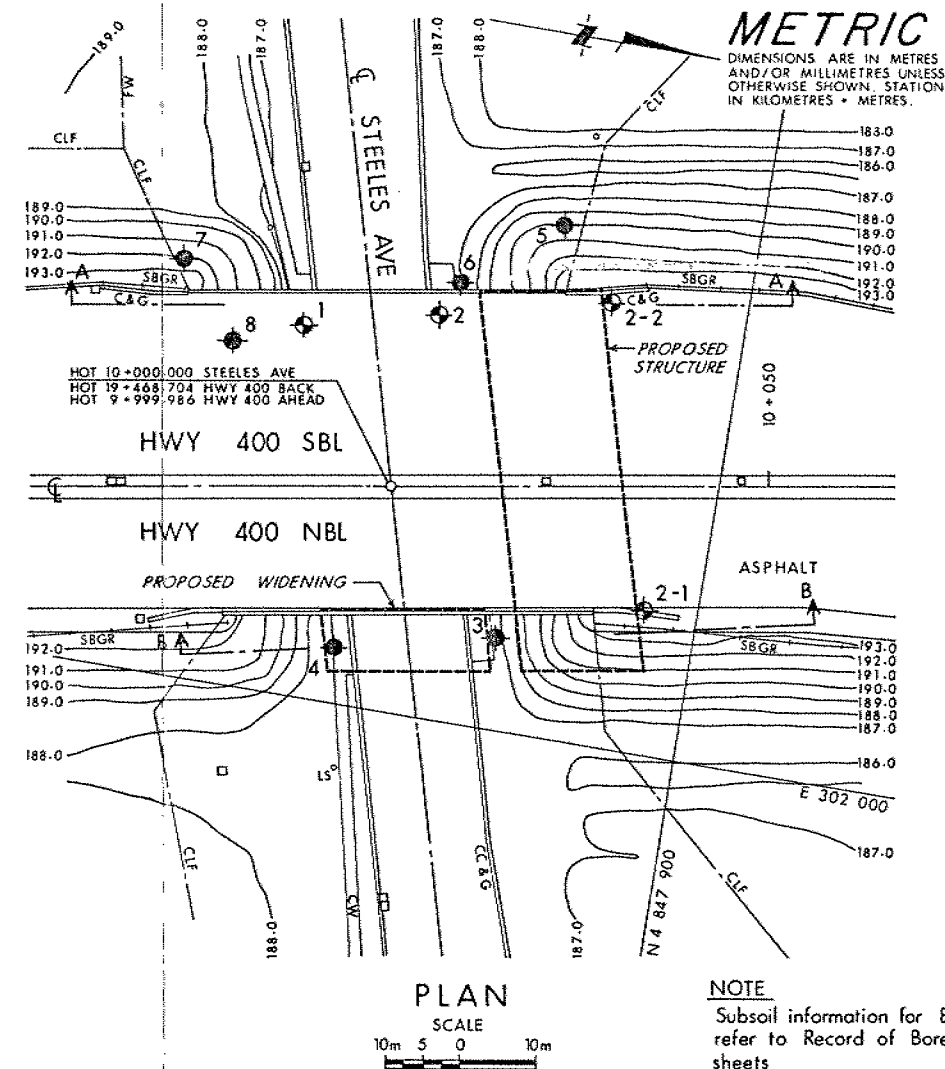 METRIC
DIMENSIONS ARE IN METRES
AND/OR MILLIMETRES UNLESS
OTHERWISE SHOWN. STATION
IN KILOMETRES + METRES.
189.0
188.0
187.0
187.0
188.0
FW
CLF
CLF
CLF
℄ STEELES AVE
183.0
187.0
186.0
187.0
188.0
189.0
190.0
191.0
192.0
193.0
189.0
190.0
191.0
192.0
193.0
7
5
6
A
SBGR
C&G
SBGR
A
C&G
8
1
2
2-2
PROPOSED
STRUCTURE
HOT 10+000.000 STEELES AVE
HOT 19+468.704 HWY 400 BACK
HOT 9+999.986 HWY 400 AHEAD
10+050
HWY 400 SBL
℄
HWY 400 NBL
ASPHALT
PROPOSED WIDENING
2-1
B
SBGR
B
3
SBGR
4
192.0
191.0
190.0
189.0
188.0
193.0
192.0
191.0
190.0
189.0
188.0
187.0
186.0
E 302 000
187.0
LS
CLF
CC&G
CW
N 4 847 900
CLF
188.0
187.0
PLAN
SCALE
10m 5 0 10m
NOTE
Subsoil information for
refer to Record of Bore
sheets